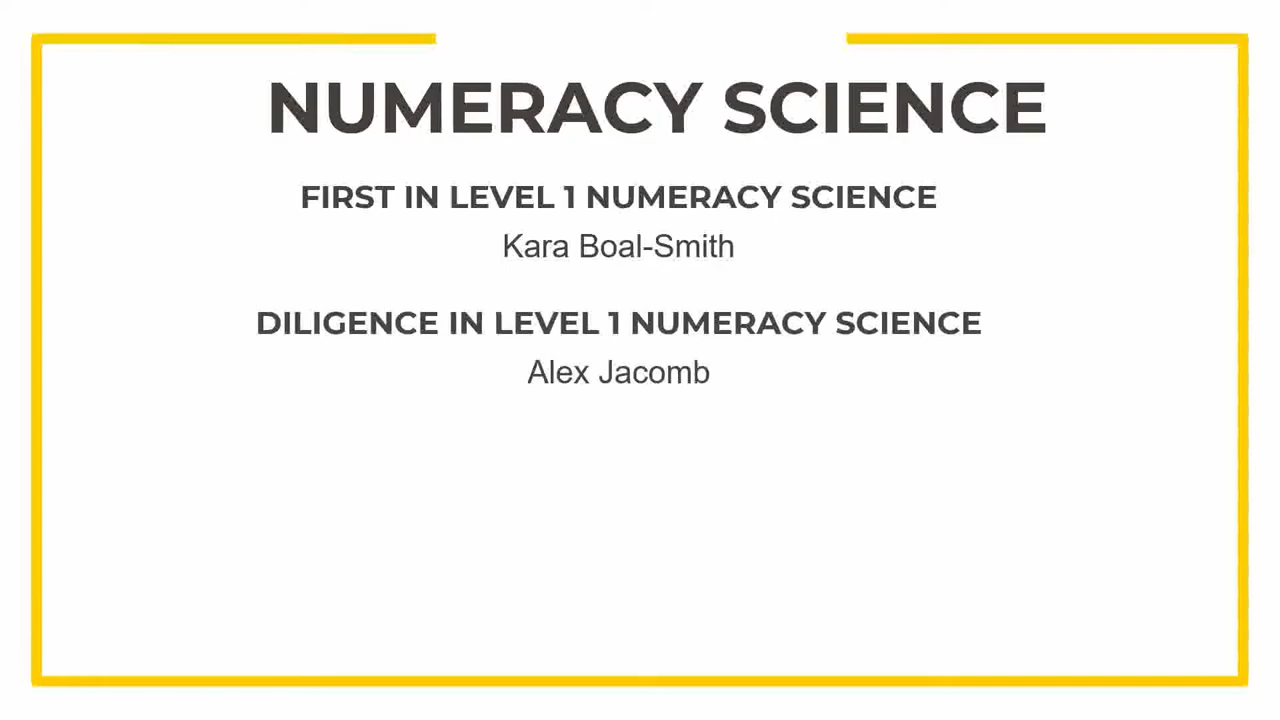 NUMERACY SCIENCE
FIRST IN LEVEL 1 NUMERACY SCIENCE
Kara Boal-Smith
DILIGENCE IN LEVEL 1 NUMERACY SCIENCE
Alex Jacomb